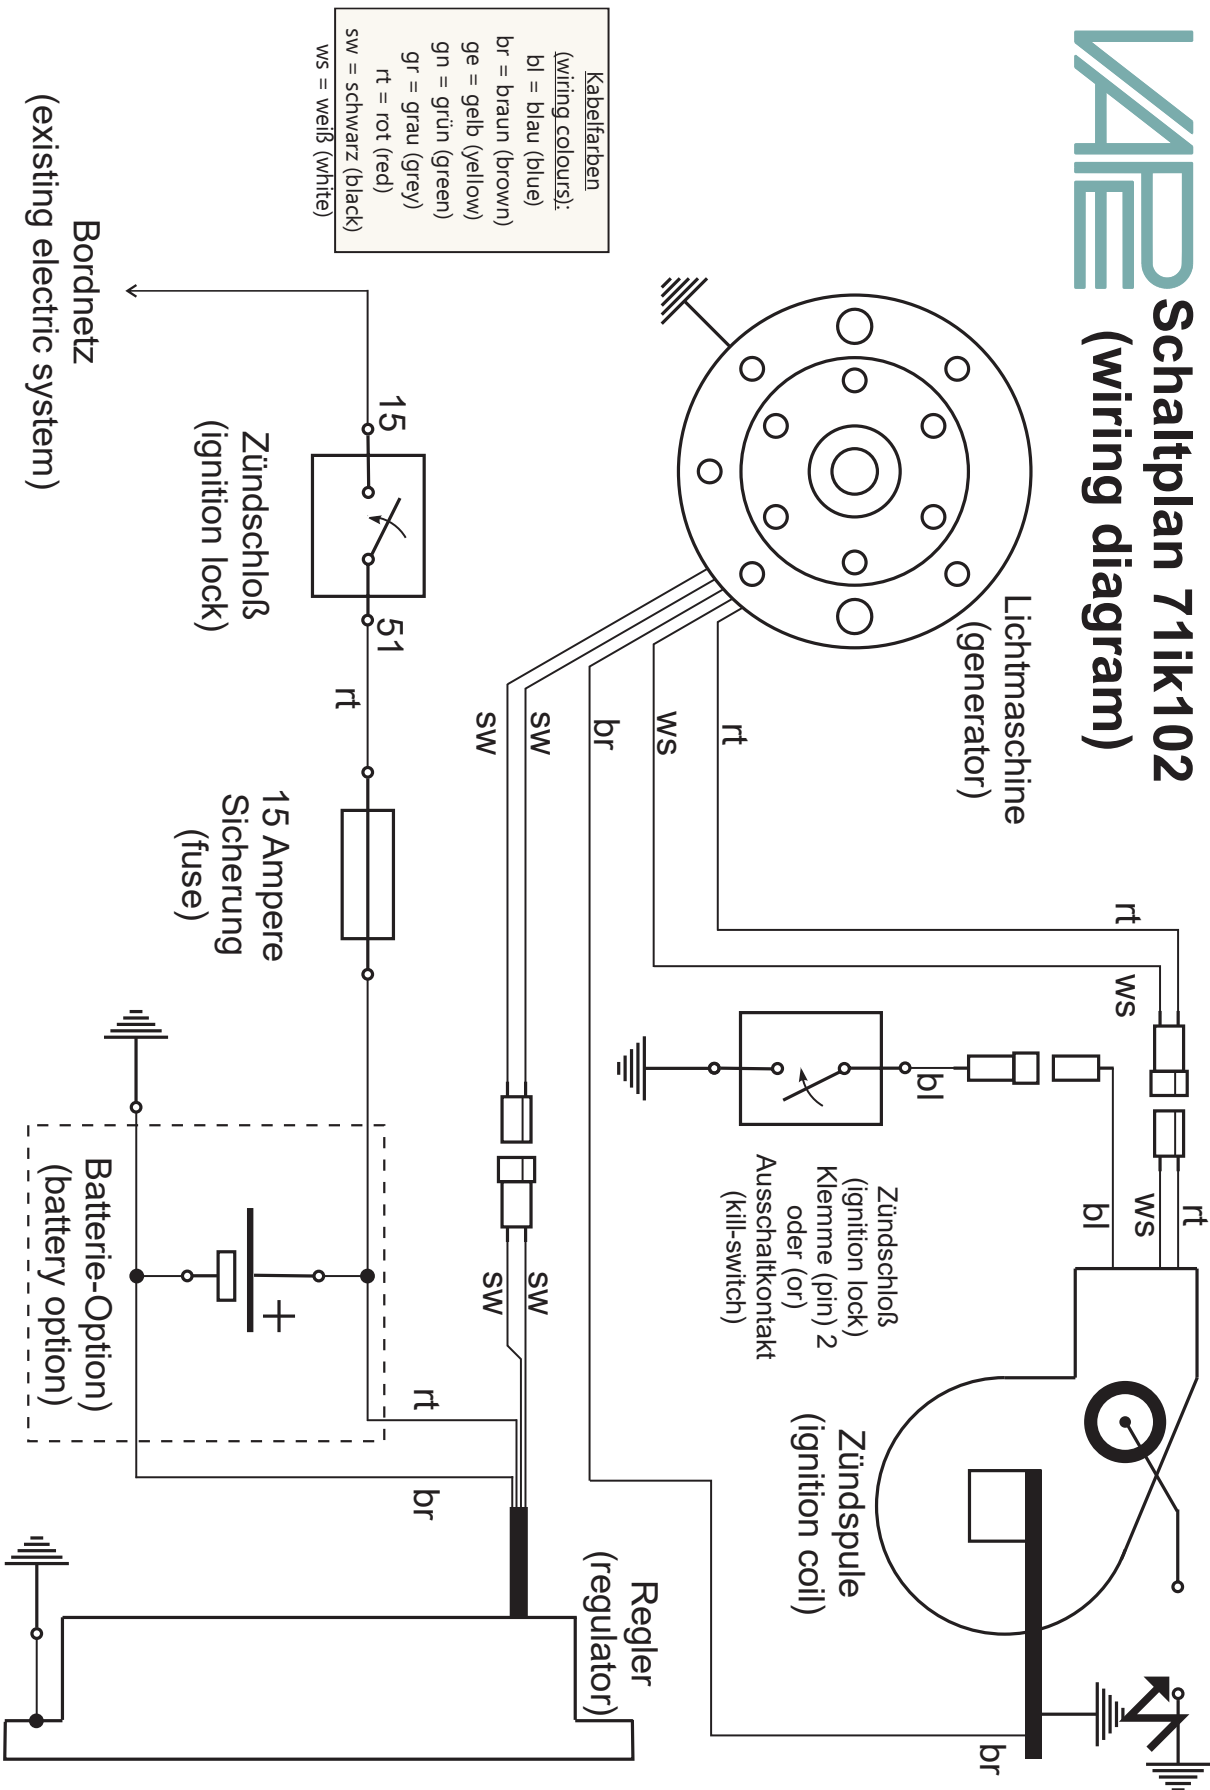 VAPE
Schaltplan 71ik102
(wiring diagram)
Kabelfarben
(wiring colours):
bl = blau (blue)
br = braun (brown)
ge = gelb (yellow)
gn = grün (green)
gr = grau (grey)
rt = rot (red)
sw = schwarz (black)
ws = weiß (white)
Lichtmaschine
(generator)
rt
ws
br
sw
sw
rt
ws
rt
ws
bl
bl
Zündschloß
(ignition lock)
Klemme (pin) 2
oder (or)
Ausschaltkontakt
(kill-switch)
Zündspule
(ignition coil)
br
sw
sw
Regler
(regulator)
rt
br
Batterie-Option)
(battery option)
+
15 Ampere
Sicherung
(fuse)
rt
15
51
Zündschloß
(ignition lock)
Bordnetz
(existing electric system)